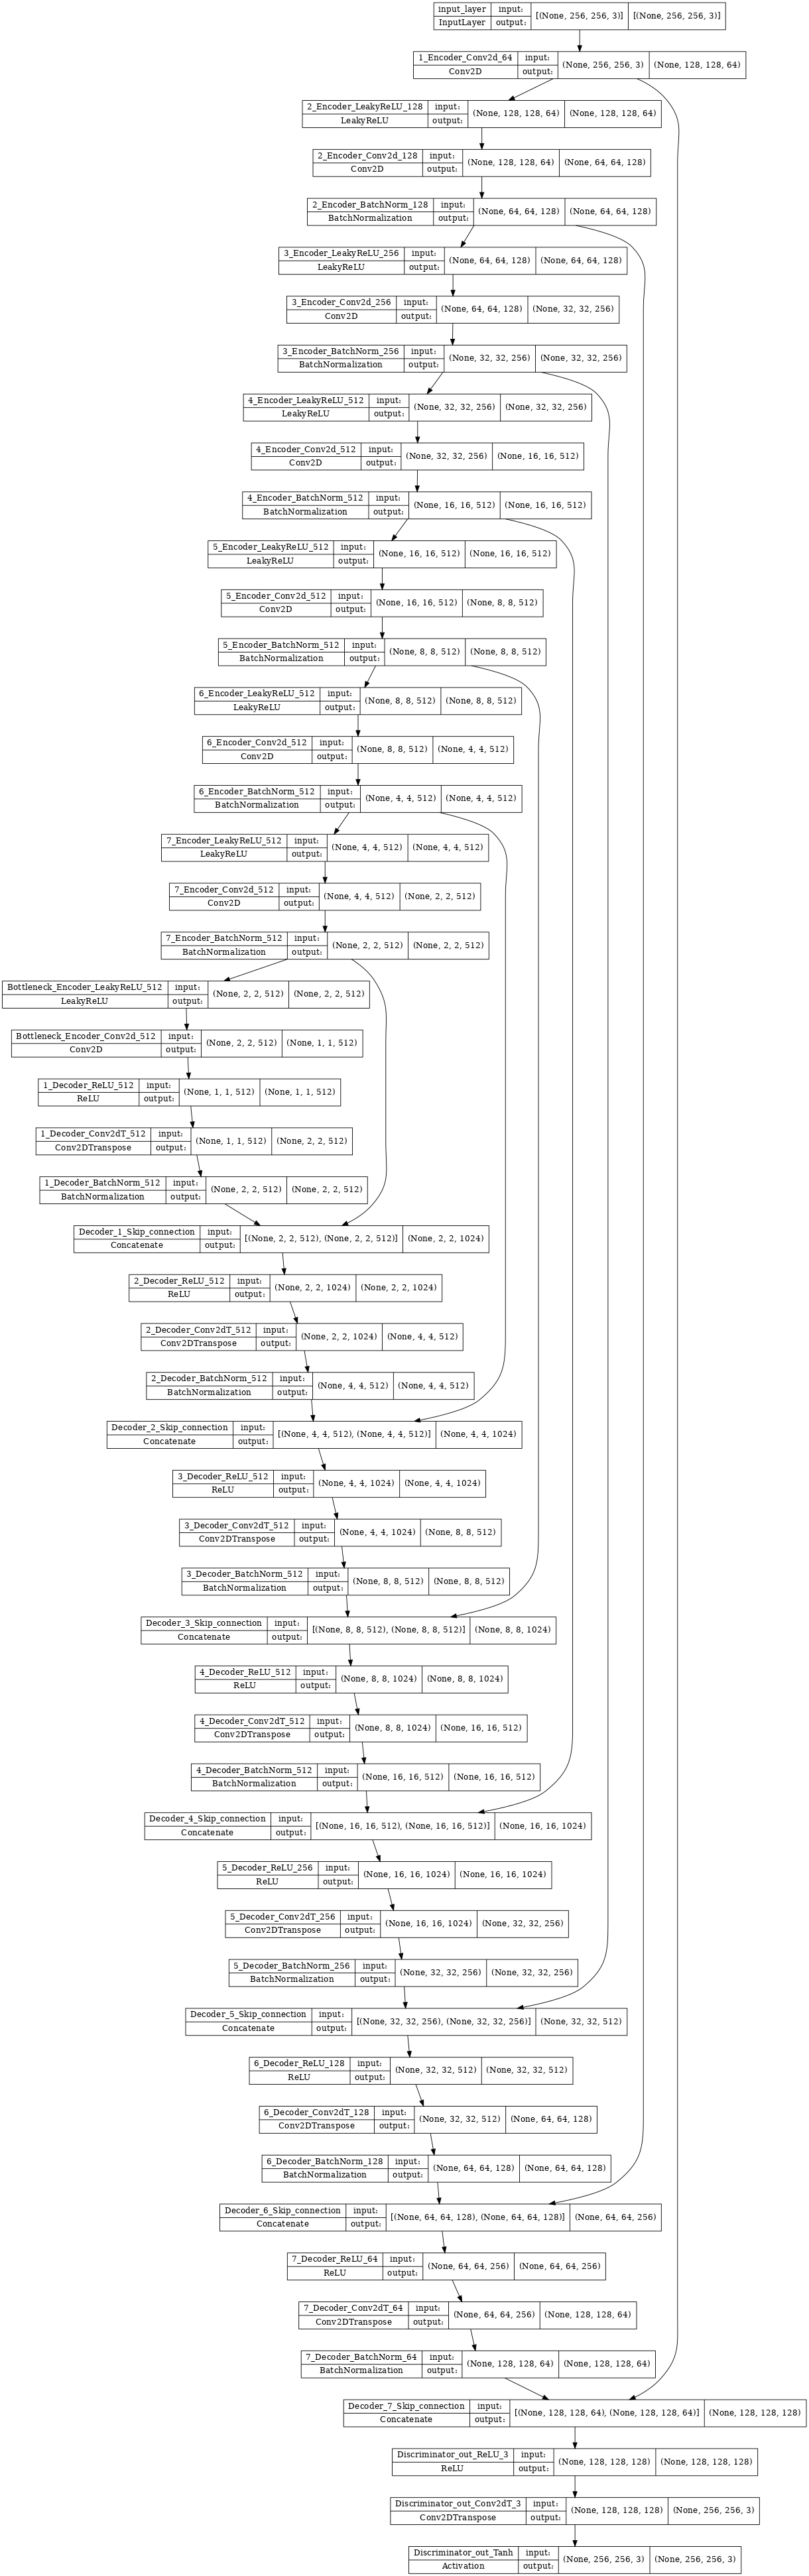 input_layer input: [(None, 256, 256, 3)] [(None, 256, 256, 3)]
InputLayer output:
1_Encoder_Conv2d_64 input: (None, 256, 256, 3) (None, 128, 128, 64)
Conv2D output:
2_Encoder_LeakyReLU_128 input: (None, 128, 128, 64) (None, 128, 128, 64)
LeakyReLU output:
2_Encoder_Conv2d_128 input: (None, 128, 128, 64) (None, 64, 64, 128)
Conv2D output:
2_Encoder_BatchNorm_128 input: (None, 64, 64, 128) (None, 64, 64, 128)
BatchNormalization output:
3_Encoder_LeakyReLU_256 input: (None, 64, 64, 128) (None, 64, 64, 128)
LeakyReLU output:
3_Encoder_Conv2d_256 input: (None, 64, 64, 128) (None, 32, 32, 256)
Conv2D output:
3_Encoder_BatchNorm_256 input: (None, 32, 32, 256) (None, 32, 32, 256)
BatchNormalization output:
4_Encoder_LeakyReLU_512 input: (None, 32, 32, 256) (None, 32, 32, 256)
LeakyReLU output:
4_Encoder_Conv2d_512 input: (None, 32, 32, 256) (None, 16, 16, 512)
Conv2D output:
4_Encoder_BatchNorm_512 input: (None, 16, 16, 512) (None, 16, 16, 512)
BatchNormalization output:
5_Encoder_LeakyReLU_512 input: (None, 16, 16, 512) (None, 16, 16, 512)
LeakyReLU output:
5_Encoder_Conv2d_512 input: (None, 16, 16, 512) (None, 8, 8, 512)
Conv2D output:
5_Encoder_BatchNorm_512 input: (None, 8, 8, 512) (None, 8, 8, 512)
BatchNormalization output:
6_Encoder_LeakyReLU_512 input: (None, 8, 8, 512) (None, 8, 8, 512)
LeakyReLU output:
6_Encoder_Conv2d_512 input: (None, 8, 8, 512) (None, 4, 4, 512)
Conv2D output:
6_Encoder_BatchNorm_512 input: (None, 4, 4, 512) (None, 4, 4, 512)
BatchNormalization output:
7_Encoder_LeakyReLU_512 input: (None, 4, 4, 512) (None, 4, 4, 512)
LeakyReLU output:
7_Encoder_Conv2d_512 input: (None, 4, 4, 512) (None, 2, 2, 512)
Conv2D output:
7_Encoder_BatchNorm_512 input: (None, 2, 2, 512) (None, 2, 2, 512)
BatchNormalization output:
Bottleneck_Encoder_LeakyReLU_512 input: (None, 2, 2, 512) (None, 2, 2, 512)
LeakyReLU output:
Bottleneck_Encoder_Conv2d_512 input: (None, 2, 2, 512) (None, 1, 1, 512)
Conv2D output:
1_Decoder_ReLU_512 input: (None, 1, 1, 512) (None, 1, 1, 512)
ReLU output:
1_Decoder_Conv2dT_512 input: (None, 1, 1, 512) (None, 2, 2, 512)
Conv2DTranspose output:
1_Decoder_BatchNorm_512 input: (None, 2, 2, 512) (None, 2, 2, 512)
BatchNormalization output:
Decoder_1_Skip_connection input: [(None, 2, 2, 512), (None, 2, 2, 512)] (None, 2, 2, 1024)
Concatenate output:
2_Decoder_ReLU_512 input: (None, 2, 2, 1024) (None, 2, 2, 1024)
ReLU output:
2_Decoder_Conv2dT_512 input: (None, 2, 2, 1024) (None, 4, 4, 512)
Conv2DTranspose output:
2_Decoder_BatchNorm_512 input: (None, 4, 4, 512) (None, 4, 4, 512)
BatchNormalization output:
Decoder_2_Skip_connection input: [(None, 4, 4, 512), (None, 4, 4, 512)] (None, 4, 4, 1024)
Concatenate output:
3_Decoder_ReLU_512 input: (None, 4, 4, 1024) (None, 4, 4, 1024)
ReLU output:
3_Decoder_Conv2dT_512 input: (None, 4, 4, 1024) (None, 8, 8, 512)
Conv2DTranspose output:
3_Decoder_BatchNorm_512 input: (None, 8, 8, 512) (None, 8, 8, 512)
BatchNormalization output:
Decoder_3_Skip_connection input: [(None, 8, 8, 512), (None, 8, 8, 512)] (None, 8, 8, 1024)
Concatenate output:
4_Decoder_ReLU_512 input: (None, 8, 8, 1024) (None, 8, 8, 1024)
ReLU output:
4_Decoder_Conv2dT_512 input: (None, 8, 8, 1024) (None, 16, 16, 512)
Conv2DTranspose output:
4_Decoder_BatchNorm_512 input: (None, 16, 16, 512) (None, 16, 16, 512)
BatchNormalization output:
Decoder_4_Skip_connection input: [(None, 16, 16, 512), (None, 16, 16, 512)] (None, 16, 16, 1024)
Concatenate output:
5_Decoder_ReLU_256 input: (None, 16, 16, 1024) (None, 16, 16, 1024)
ReLU output:
5_Decoder_Conv2dT_256 input: (None, 16, 16, 1024) (None, 32, 32, 256)
Conv2DTranspose output:
5_Decoder_BatchNorm_256 input: (None, 32, 32, 256) (None, 32, 32, 256)
BatchNormalization output:
Decoder_5_Skip_connection input: [(None, 32, 32, 256), (None, 32, 32, 256)] (None, 32, 32, 512)
Concatenate output:
6_Decoder_ReLU_128 input: (None, 32, 32, 512) (None, 32, 32, 512)
ReLU output:
6_Decoder_Conv2dT_128 input: (None, 32, 32, 512) (None, 64, 64, 128)
Conv2DTranspose output:
6_Decoder_BatchNorm_128 input: (None, 64, 64, 128) (None, 64, 64, 128)
BatchNormalization output:
Decoder_6_Skip_connection input: [(None, 64, 64, 128), (None, 64, 64, 128)] (None, 64, 64, 256)
Concatenate output:
7_Decoder_ReLU_64 input: (None, 64, 64, 256) (None, 64, 64, 256)
ReLU output:
7_Decoder_Conv2dT_64 input: (None, 64, 64, 256) (None, 128, 128, 64)
Conv2DTranspose output:
7_Decoder_BatchNorm_64 input: (None, 128, 128, 64) (None, 128, 128, 64)
BatchNormalization output:
Decoder_7_Skip_connection input: [(None, 128, 128, 64), (None, 128, 128, 64)] (None, 128, 128, 128)
Concatenate output:
Discriminator_out_ReLU_3 input: (None, 128, 128, 128) (None, 128, 128, 128)
ReLU output:
Discriminator_out_Conv2dT_3 input: (None, 128, 128, 128) (None, 256, 256, 3)
Conv2DTranspose output:
Discriminator_out_Tanh input: (None, 256, 256, 3) (None, 256, 256, 3)
Activation output: